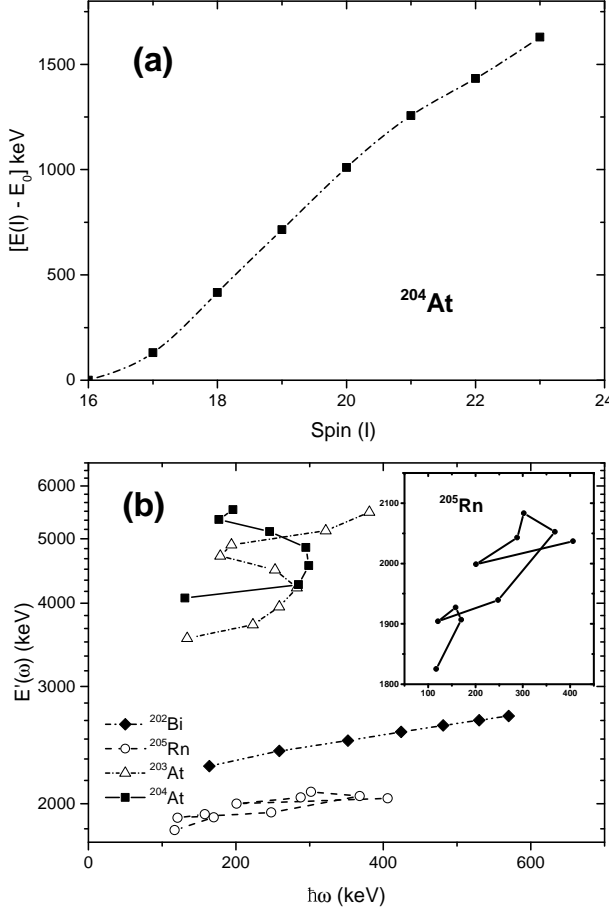 (a)
[E(I) - E₀] keV
1500
1000
500
0
²⁰⁴At
16 18 20 22 24
Spin (I)
(b)
E'(ω) (keV)
6000
5000
4000
3000
2000
²⁰⁵Rn
2100
2000
1900
1800
100 200 300 400
²⁰²Bi
²⁰⁵Rn
²⁰³At
²⁰⁴At
0 200 400 600
ħω (keV)